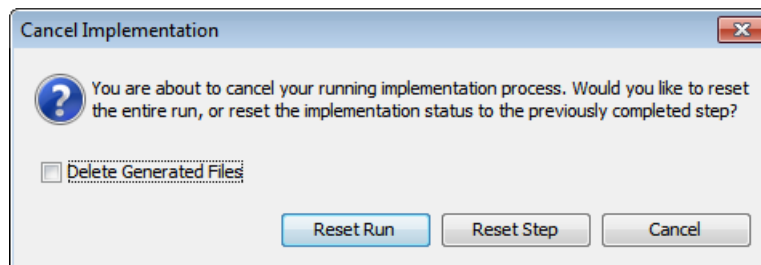 Cancel Implementation
You are about to cancel your running implementation process. Would you like to reset
the entire run, or reset the implementation status to the previously completed step?
Delete Generated Files
Reset Run Reset Step Cancel